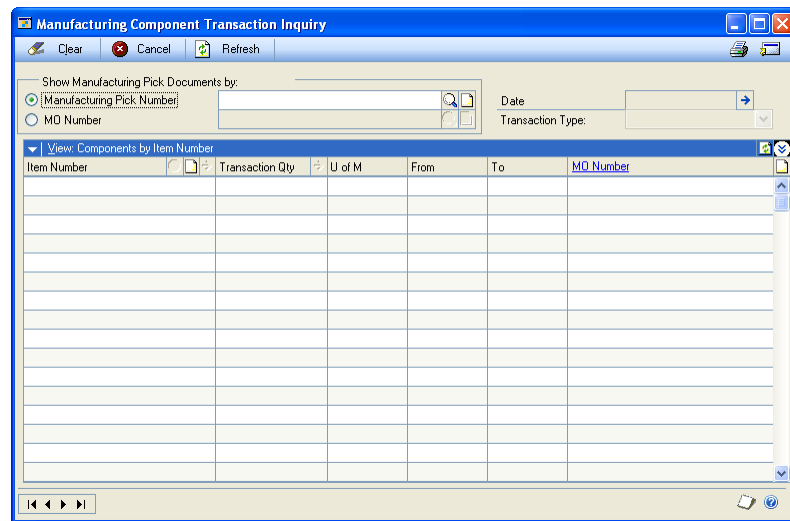 Manufacturing Component Transaction Inquiry
Clear Cancel Refresh
Show Manufacturing Pick Documents by:
Manufacturing Pick Number
MO Number
Date
Transaction Type:
View: Components by Item Number
Item Number Transaction Qty U of M From To MO Number